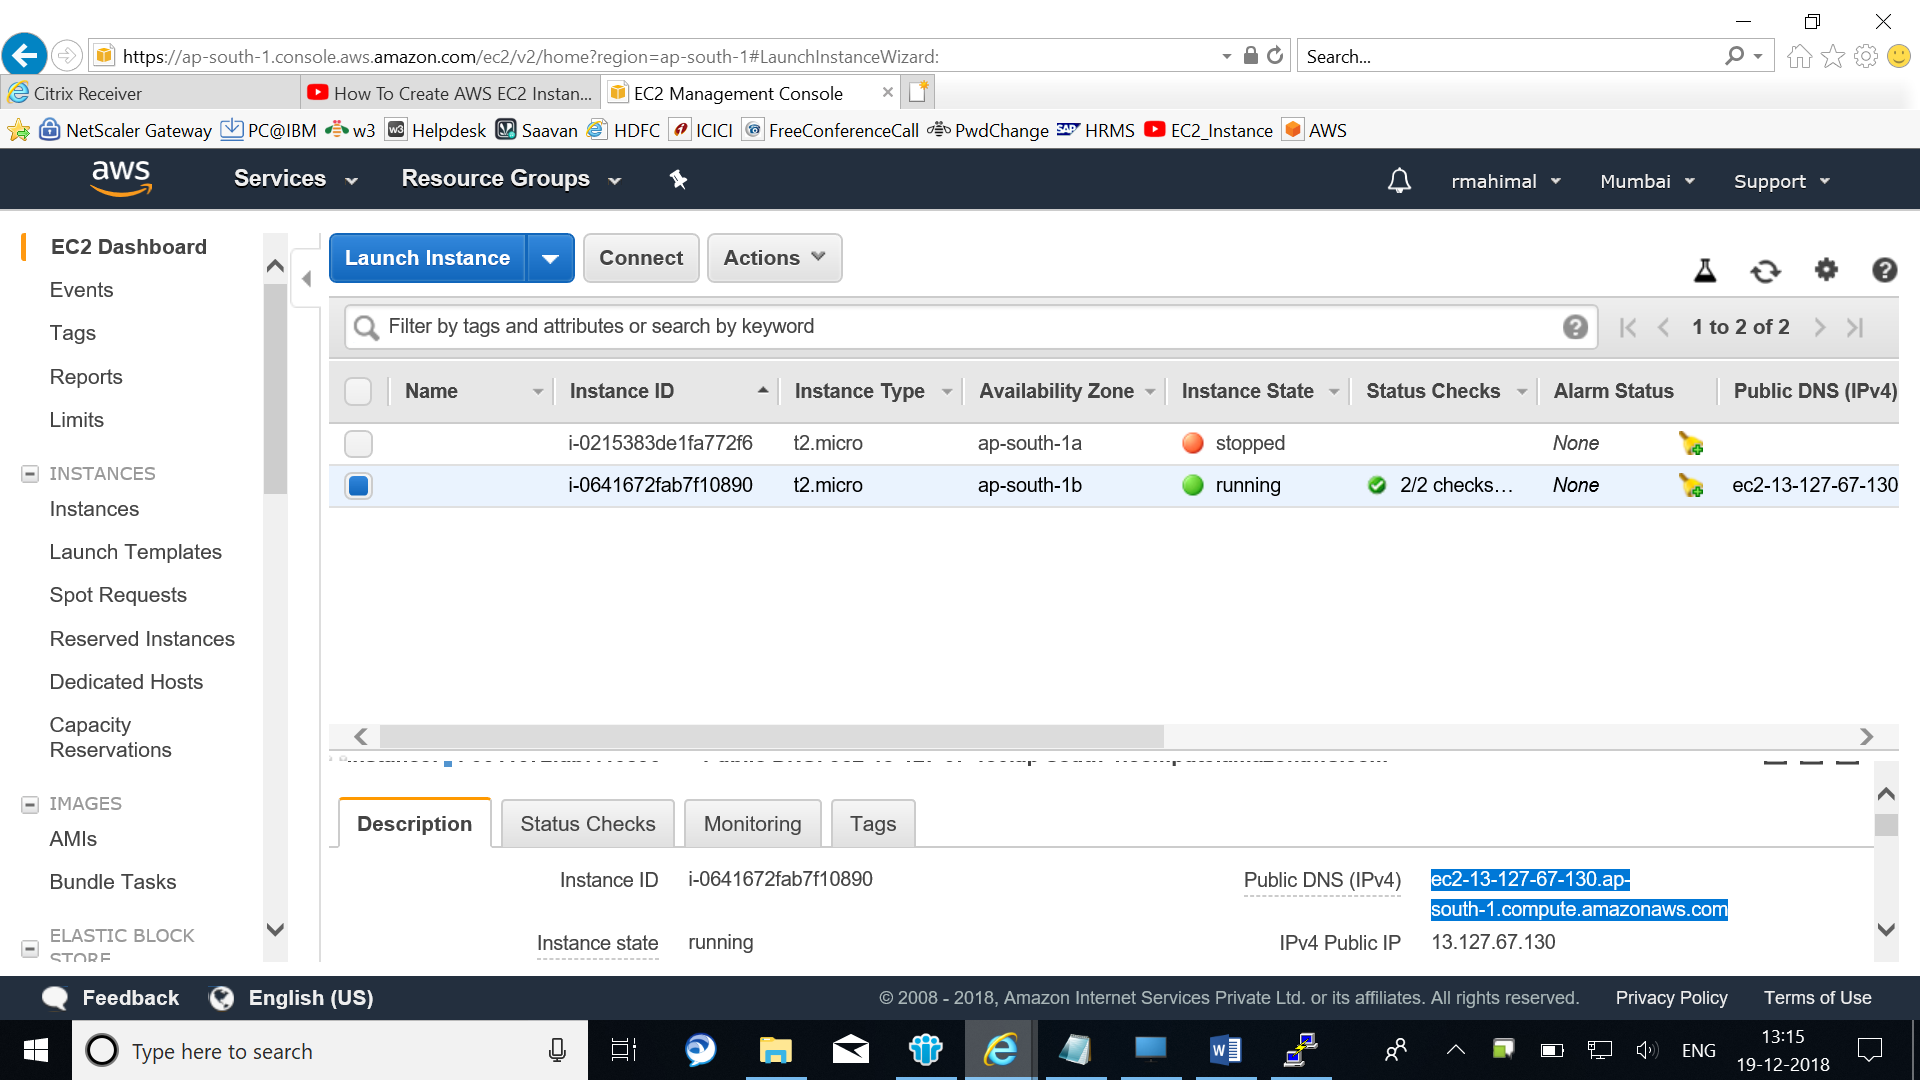 https://ap-south-1.console.aws.amazon.com/ec2/v2/home?region=ap-south-1#LaunchInstanceWizard:
Search...
Citrix Receiver
How To Create AWS EC2 Instan...
EC2 Management Console
NetScaler Gateway PC@IBM w3 Helpdesk Saavan HDFC ICICI FreeConferenceCall PwdChange HRMS EC2_Instance AWS
aws Services Resource Groups rmahimal Mumbai Support
EC2 Dashboard
Events
Tags
Reports
Limits
INSTANCES
Instances
Launch Templates
Spot Requests
Reserved Instances
Dedicated Hosts
Capacity
Reservations
IMAGES
AMIs
Bundle Tasks
ELASTIC BLOCK
STORE
Launch Instance Connect Actions
Filter by tags and attributes or search by keyword
1 to 2 of 2
Name Instance ID Instance Type Availability Zone Instance State Status Checks Alarm Status Public DNS (IPv4)
i-0215383de1fa772f6 t2.micro ap-south-1a stopped None
i-0641672fab7f10890 t2.micro ap-south-1b running 2/2 checks... None ec2-13-127-67-130
Description Status Checks Monitoring Tags
Instance ID i-0641672fab7f10890
Public DNS (IPv4) ec2-13-127-67-130.ap-
south-1.compute.amazonaws.com
Instance state running
IPv4 Public IP 13.127.67.130
Feedback English (US)
© 2008 - 2018, Amazon Internet Services Private Ltd. or its affiliates. All rights reserved. Privacy Policy Terms of Use
Type here to search
ENG
13:15
19-12-2018